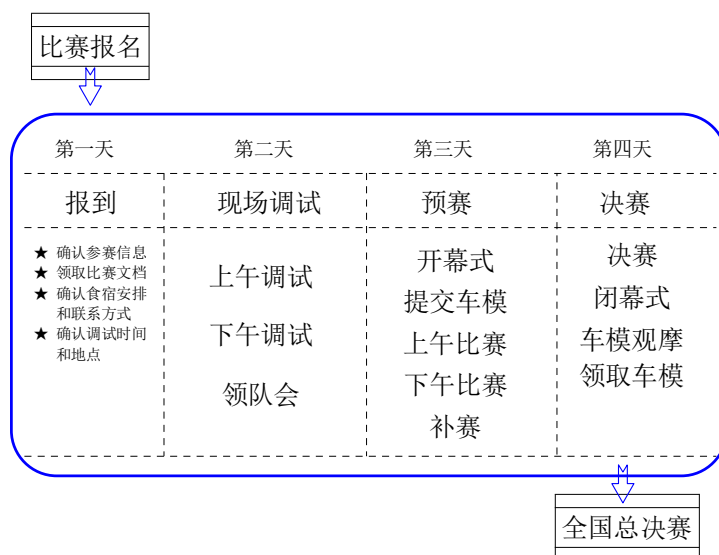 比赛报名
第一天
第二天
第三天
第四天
报到
现场调试
预赛
决赛
★ 确认参赛信息
★ 领取比赛文档
★ 确认食宿安排
和联系方式
★ 确认调试时间
和地点
上午调试
下午调试
领队会
开幕式
提交车模
上午比赛
下午比赛
补赛
决赛
闭幕式
车模观摩
领取车模
全国总决赛